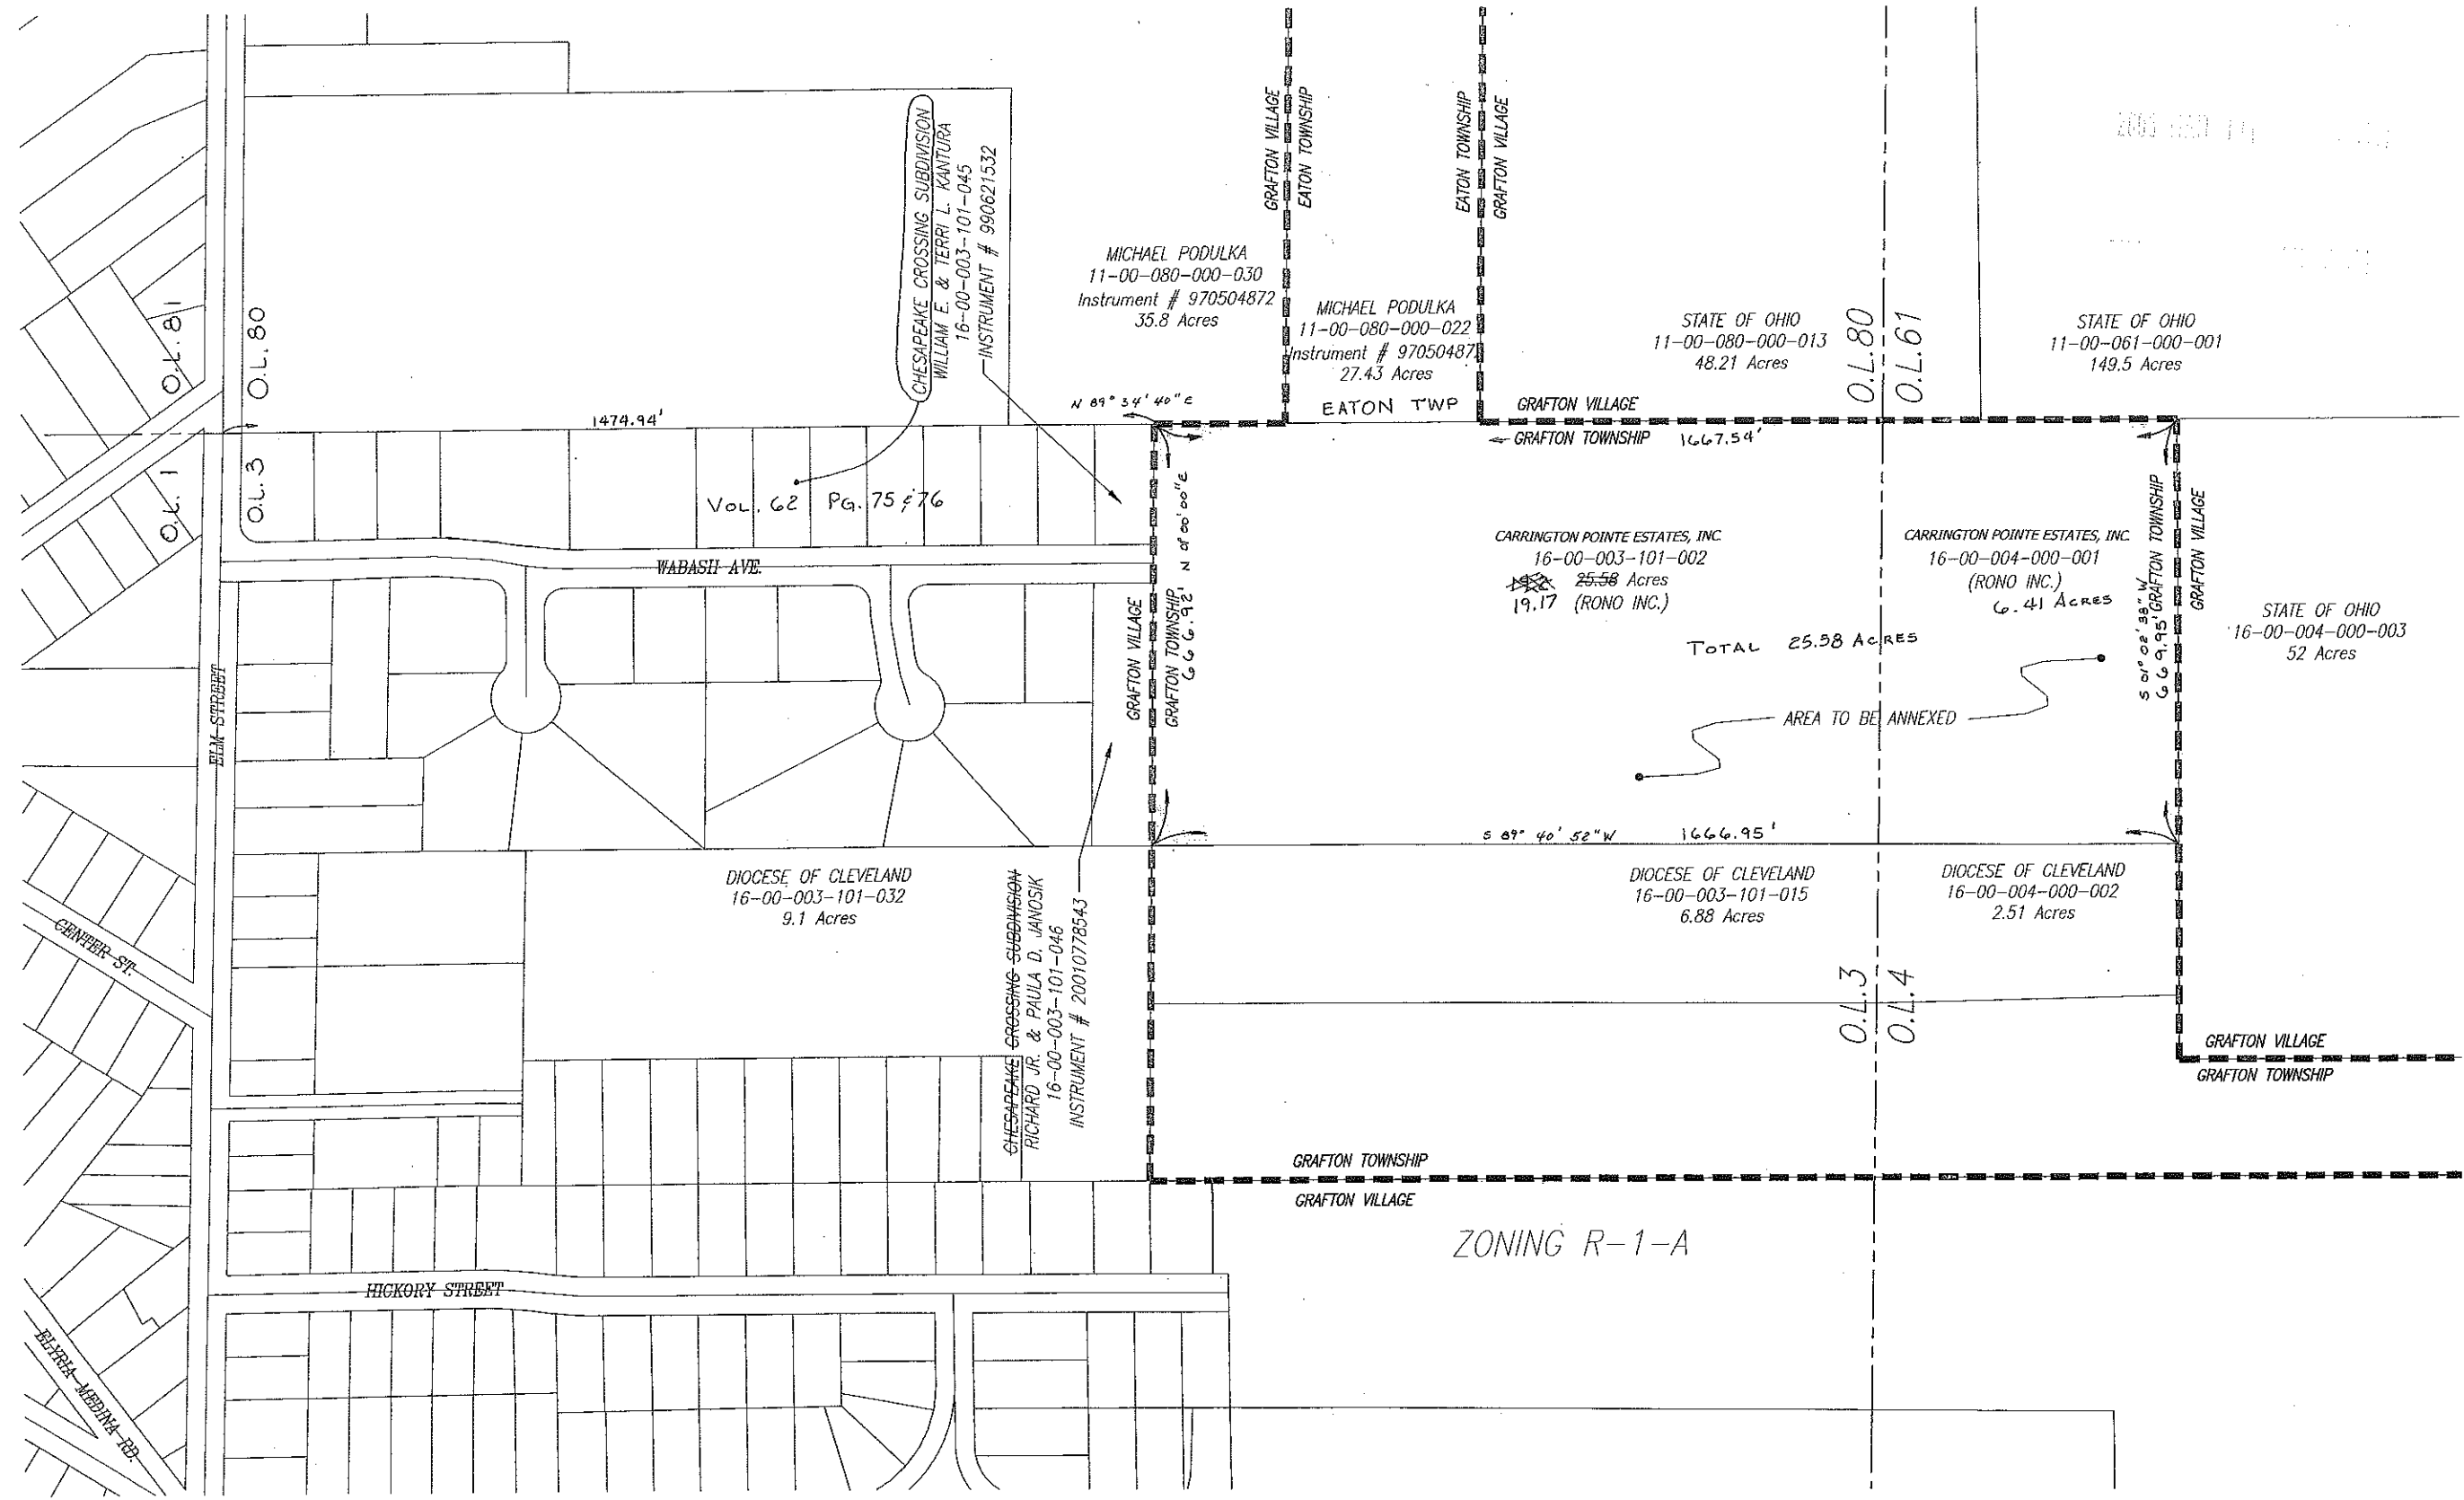 CHESAPEAKE CROSSING SUBDIVISION
WILLIAM E. & TERRI L. KANTURA
16-00-003-101-045
INSTRUMENT # 990621532
GRAFTON VILLAGE
EATON TOWNSHIP
EATON TOWNSHIP
GRAFTON VILLAGE
MICHAEL PODULKA
11-00-080-000-030
Instrument # 970504872
35.8 Acres
MICHAEL PODULKA
11-00-080-000-022
Instrument # 97050487
27.43 Acres
STATE OF OHIO
11-00-080-000-013
48.21 Acres
O.L.80
O.L.61
STATE OF OHIO
11-00-061-000-001
149.5 Acres
O.L. 81
O.L. 80
O.L. 1
O.L. 3
1474.94'
N 89° 34' 40" E
EATON TWP
GRAFTON VILLAGE
GRAFTON TOWNSHIP 1667.54'
VOL. 62 PG. 75 & 76
WABASH AVE.
N 01° 00' 00" E
666.92'
GRAFTON VILLAGE
GRAFTON TOWNSHIP
CARRINGTON POINTE ESTATES, INC
16-00-003-101-002
25.58 Acres
19.17 (RONO INC.)
CARRINGTON POINTE ESTATES, INC.
16-00-004-000-001
(RONO INC.)
6.41 ACRES
TOTAL 25.58 ACRES
AREA TO BE ANNEXED
S 01° 02' 38" W
669.95'
GRAFTON TOWNSHIP
GRAFTON VILLAGE
STATE OF OHIO
16-00-004-000-003
52 Acres
ELM STREET
S 89° 40' 52" W 1666.95'
DIOCESE OF CLEVELAND
16-00-003-101-032
9.1 Acres
CHESAPEAKE CROSSING SUBDIVISION
RICHARD JR. & PAULA D. JANOSIK
16-00-003-101-046
INSTRUMENT # 20010778543
DIOCESE OF CLEVELAND
16-00-003-101-015
6.88 Acres
DIOCESE OF CLEVELAND
16-00-004-000-002
2.51 Acres
CENTER ST.
O.L.3
O.L.4
GRAFTON VILLAGE
GRAFTON TOWNSHIP
GRAFTON TOWNSHIP
GRAFTON VILLAGE
ZONING R-1-A
HICKORY STREET
ELYRIA MEDINA RD.